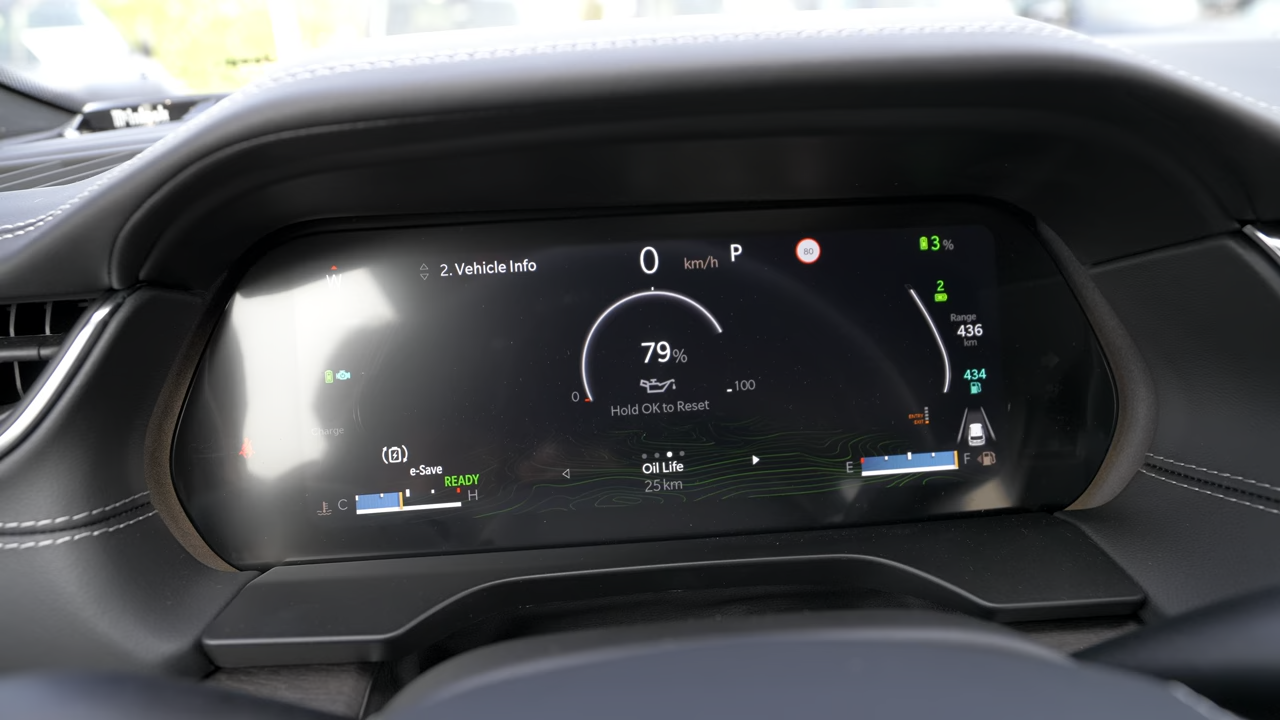 W
2. Vehicle Info
0 km/h P
80
3%
2
Range
436
km
434
79%
0
100
Hold OK to Reset
Charge
ENTRY
EXIT
e-Save
READY
C H
Oil Life
25 km
E F